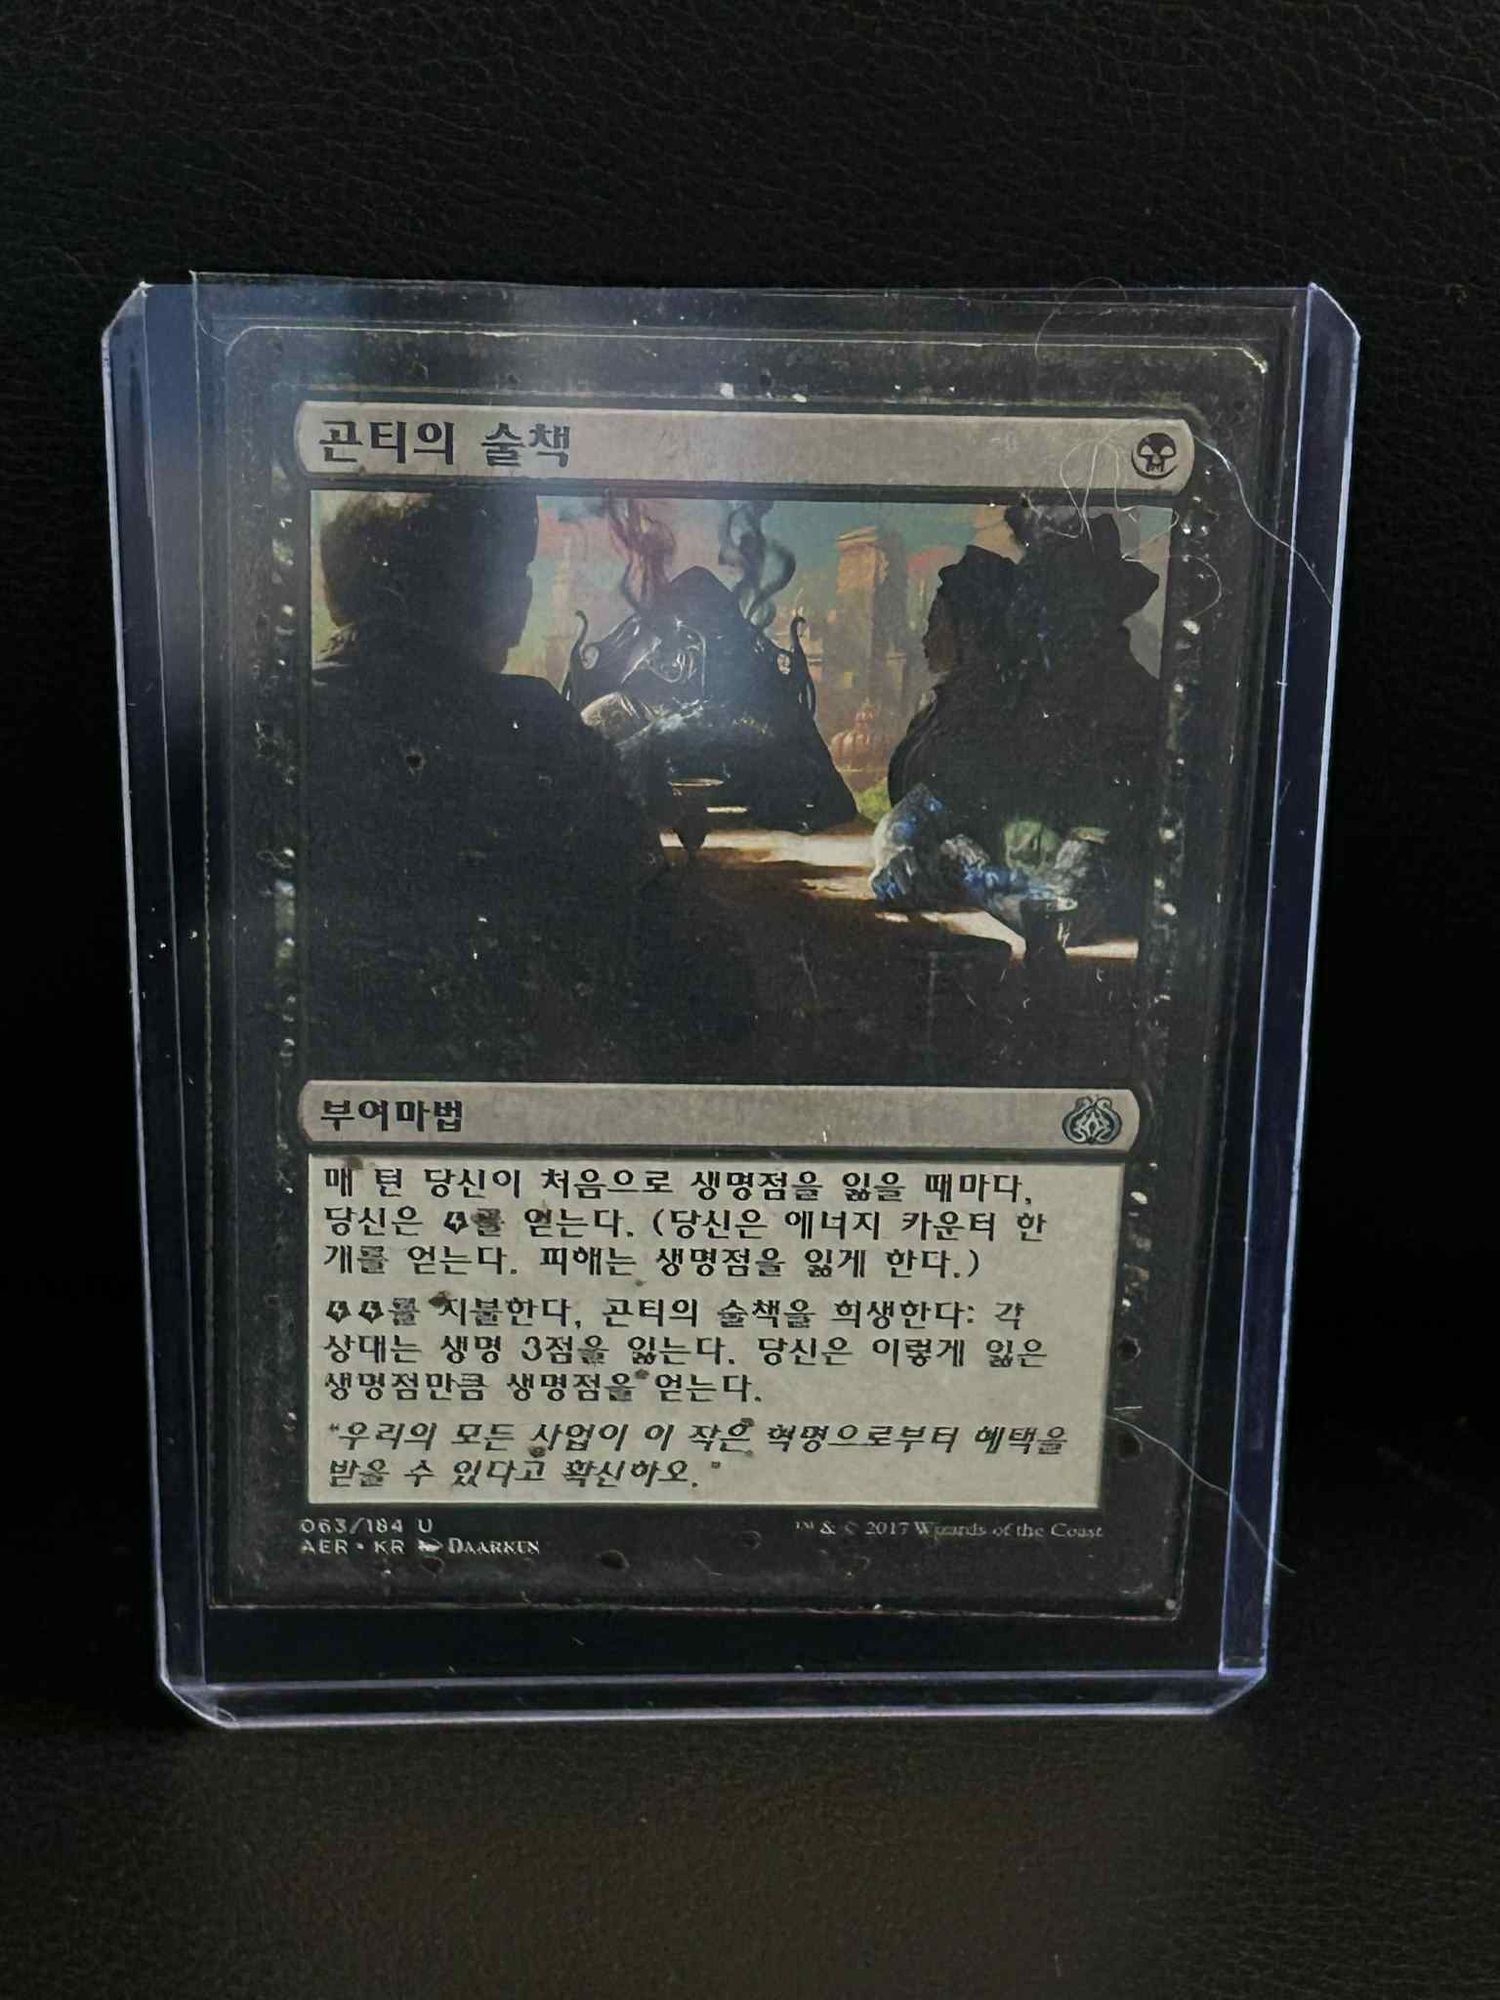 곤티의 술책
부여마법
매 턴 당신이 처음으로 생명점을 잃을 때마다,
당신은 를 얻는다. (당신은 에너지 카운터 한
개를 얻는다. 피해는 생명점을 잃게 한다.)
를 지불한다, 곤티의 술책을 희생한다: 각
상대는 생명 3점을 잃는다. 당신은 이렇게 잃은
생명점만큼 생명점을 얻는다.
"우리의 모든 사업이 이 작은 혁명으로부터 혜택을
받을 수 있다고 확신하오."
063/184 U
AER • KR DAARKEN
™ & © 2017 Wizards of the Coast